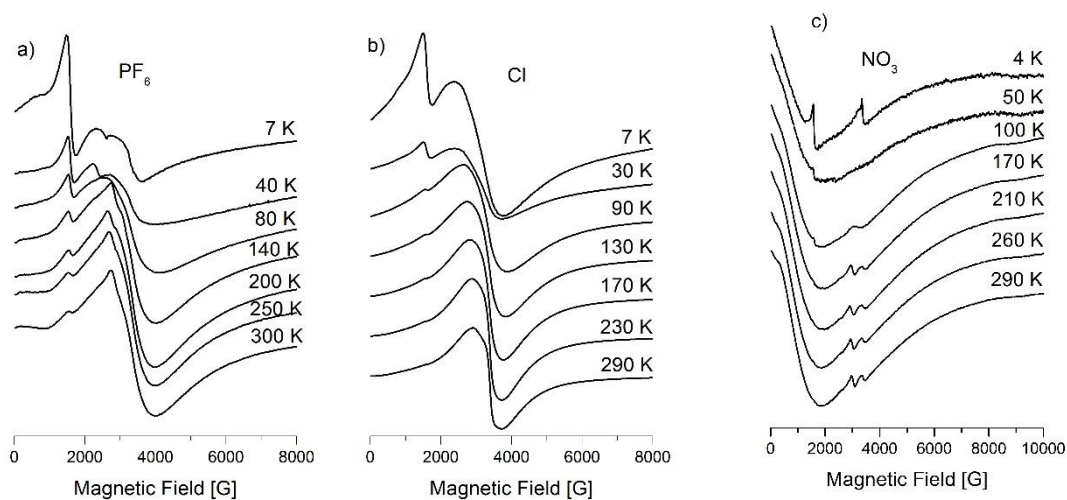 a)
PF6
7 K
40 K
80 K
140 K
200 K
250 K
300 K
0 2000 4000 6000 8000
Magnetic Field [G]
b)
Cl
7 K
30 K
90 K
130 K
170 K
230 K
290 K
0 2000 4000 6000 8000
Magnetic Field [G]
c)
NO3
4 K
50 K
100 K
170 K
210 K
260 K
290 K
0 2000 4000 6000 8000 10000
Magnetic Field [G]